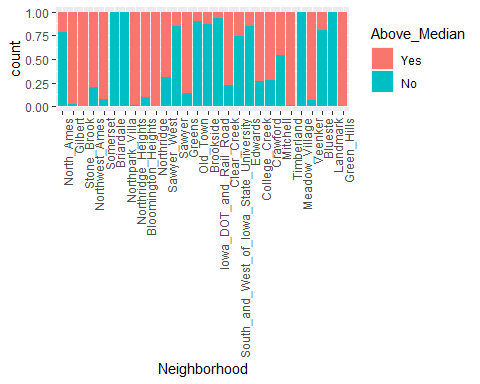 1.00
0.75
0.50
0.25
0.00
count
North_Ames
Gilbert
Stone_Brook
Northwest_Ames
Somerset
Briardale
Northpark_Villa
Northridge_Heights
Bloomington_Heights
Northridge
Sawyer_West
Sawyer
Greens
Old_Town
Brookside
Iowa_DOT_and_Rail_Road
Clear_Creek
South_and_West_of_Iowa_State_University
Edwards
College_Creek
Crawford
Mitchell
Timberland
Meadow_Village
Veenker
Blueste
Landmark
Green_Hills
Neighborhood
Above_Median
Yes
No